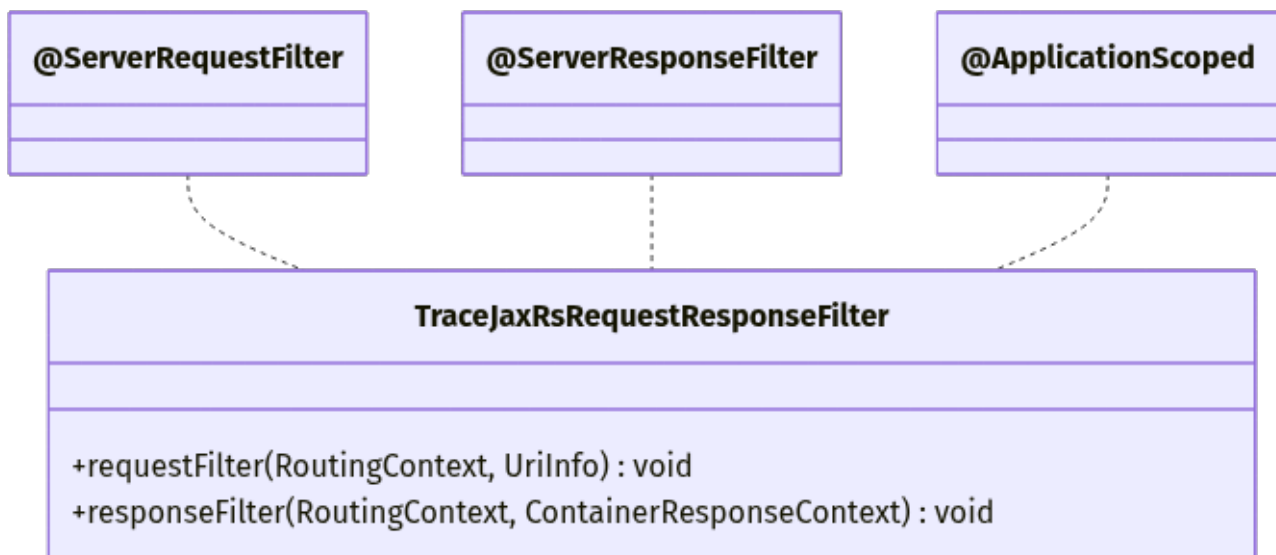 @ServerRequestFilter
@ServerResponseFilter
@ApplicationScoped
TraceJaxRsRequestResponseFilter
+requestFilter(RoutingContext, UriInfo) : void
+responseFilter(RoutingContext, ContainerResponseContext) : void